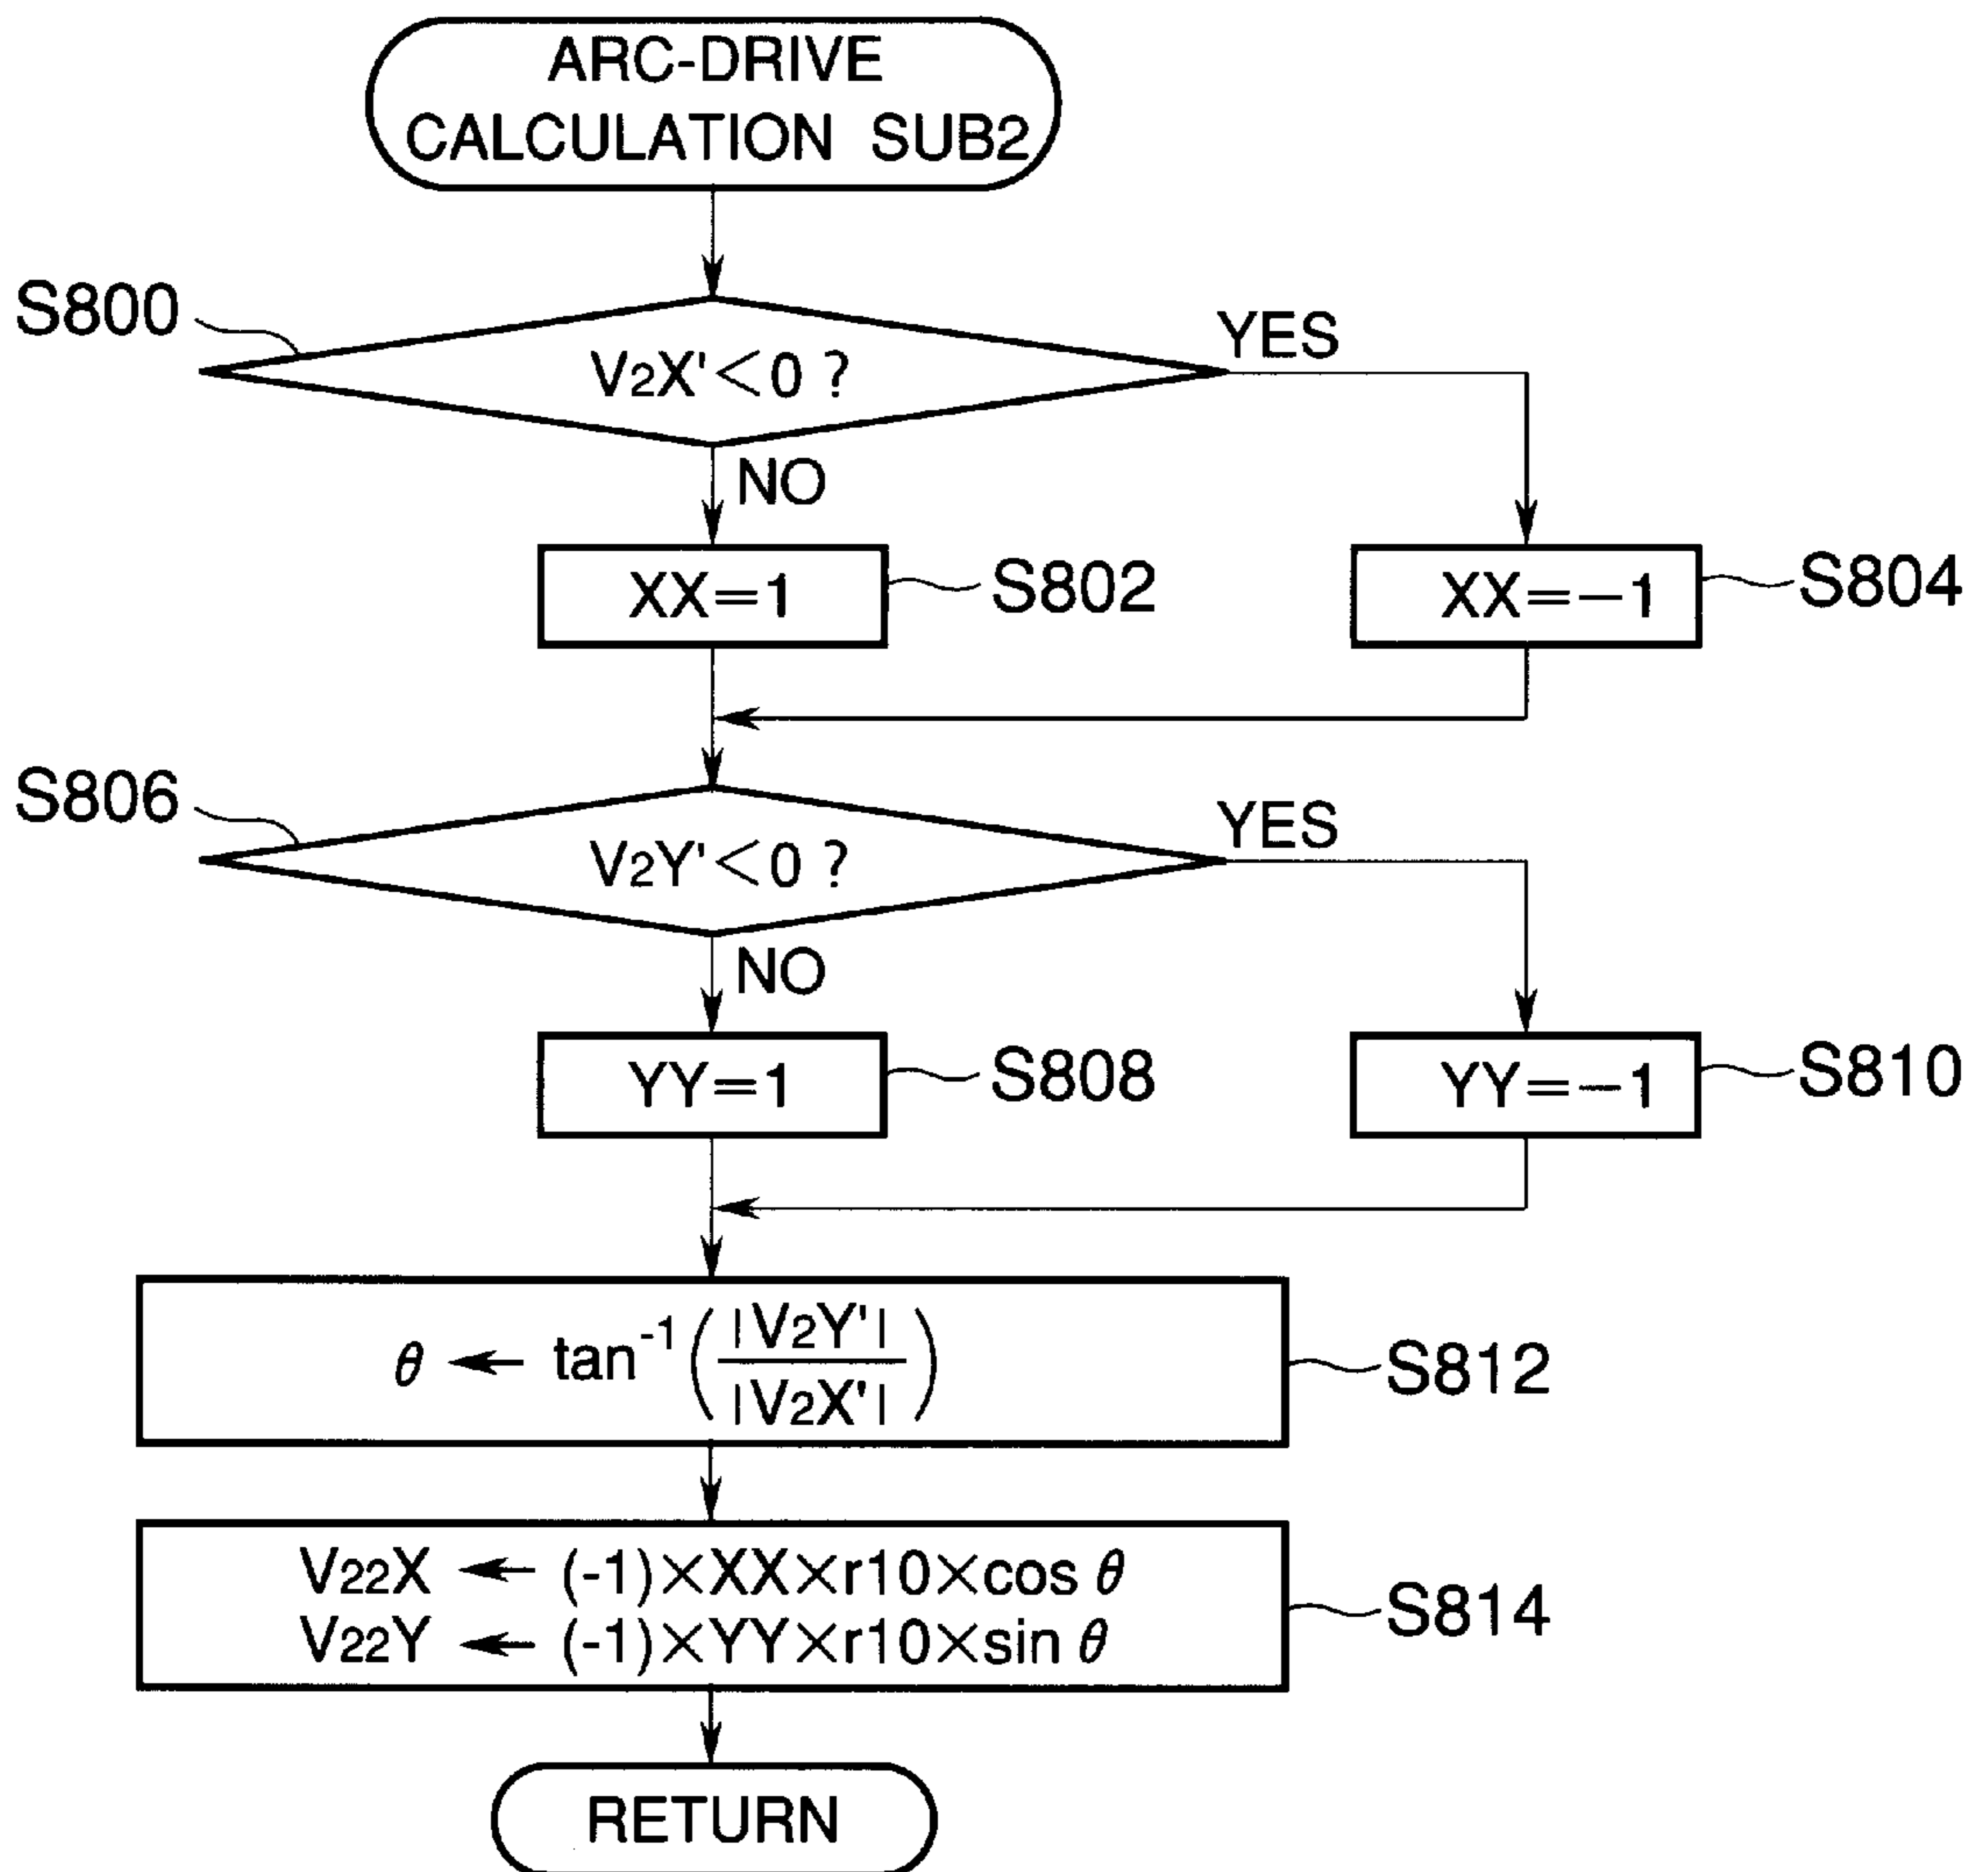 ARC-DRIVE
CALCULATION SUB2
S800
V2X'<0 ?
YES
NO
XX=1
S802
XX=−1
S804
S806
V2Y'<0 ?
YES
NO
YY=1
S808
YY=−1
S810
θ ← tan⁻¹(|V2Y'| / |V2X'|)
S812
V22X ← (-1)×XX×r10×cos θ
V22Y ← (-1)×YY×r10×sin θ
S814
RETURN